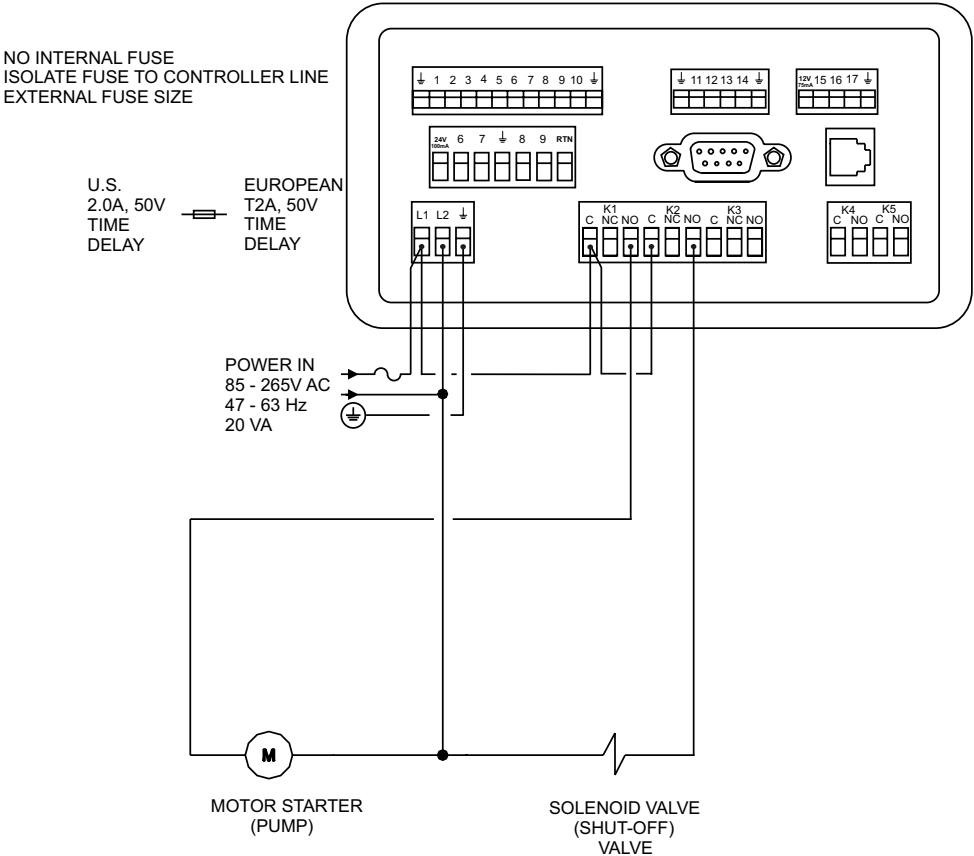 NO INTERNAL FUSE
ISOLATE FUSE TO CONTROLLER LINE
EXTERNAL FUSE SIZE
U.S.
2.0A, 50V
TIME
DELAY
EUROPEAN
T2A, 50V
TIME
DELAY
1 2 3 4 5 6 7 8 9 10
11 12 13 14
12V
75mA
15 16 17
24V
100mA
6 7 8 9 RTN
L1 L2
K1 K2 K3
C NC NO C NC NO C NC NO
K4 K5
C NO C NO
POWER IN
85 - 265V AC
47 - 63 Hz
20 VA
M
MOTOR STARTER
(PUMP)
SOLENOID VALVE
(SHUT-OFF)
VALVE